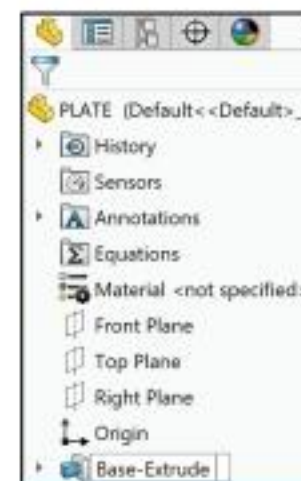 PLATE (Default<<Default>_
History
Sensors
Annotations
Equations
Material <not specified>
Front Plane
Top Plane
Right Plane
Origin
Base-Extrude